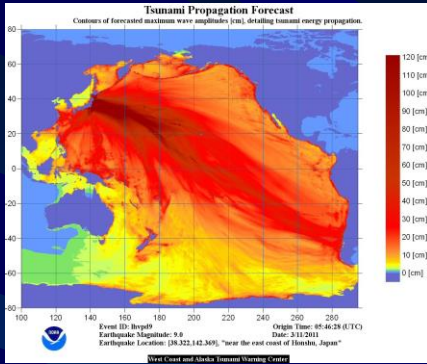 Tsunami Propagation Forecast
Contours of forecasted maximum wave amplitudes [cm], detailing tsunami energy propagation.
80
60
40
20
0
-20
-40
-60
-80
100 120 140 160 180 200 220 240 260 280
120 [cm]
110 [cm]
100 [cm]
90 [cm]
80 [cm]
70 [cm]
60 [cm]
50 [cm]
40 [cm]
30 [cm]
20 [cm]
10 [cm]
0 [cm]
Event ID: lhvpd9 Origin Time: 05:46:28 (UTC)
Earthquake Magnitude: 9.0 Date: 3/11/2011
Earthquake Location: [38.322,142.369], "near the east coast of Honshu, Japan"
West Coast and Alaska Tsunami Warning Center